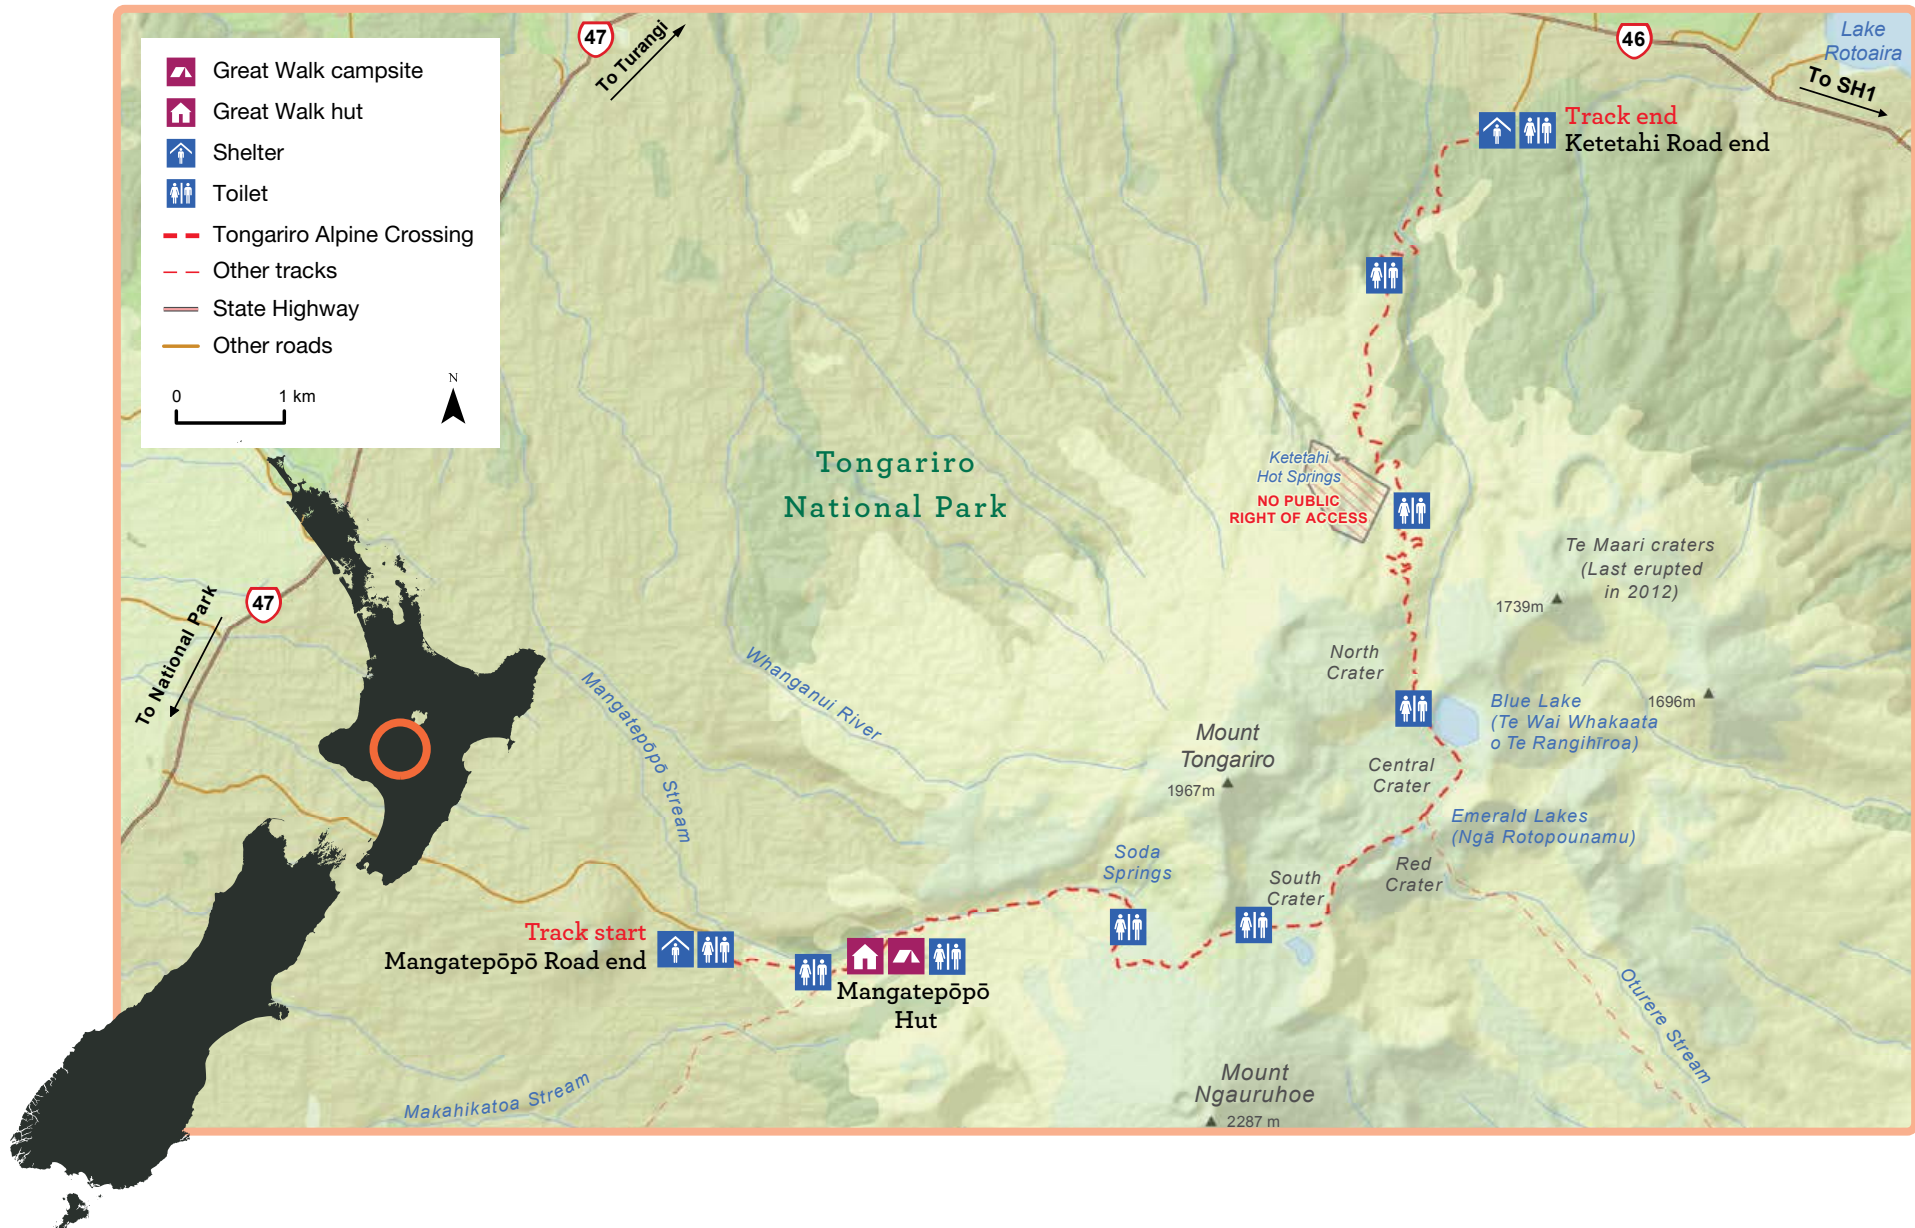 Great Walk campsite
Great Walk hut
Shelter
Toilet
Tongariro Alpine Crossing
Other tracks
State Highway
Other roads
0 1 km
N
47
To Turangi
46
Lake
Rotoaira
To SH1
Track end
Ketetahi Road end
Tongariro
National Park
Ketetahi
Hot Springs
NO PUBLIC
RIGHT OF ACCESS
Te Maari craters
(Last erupted
in 2012)
1739m
47
To National Park
North
Crater
Mangatepōpō Stream
Whanganui River
Blue Lake
(Te Wai Whakaata
o Te Rangihīroa)
1696m
Mount
Tongariro
1967m
Central
Crater
Emerald Lakes
(Ngā Rotopounamu)
Soda
Springs
South
Crater
Red
Crater
Track start
Mangatepōpō Road end
Mangatepōpō
Hut
Oturere Stream
Makahikatoa Stream
Mount
Ngauruhoe
2287 m